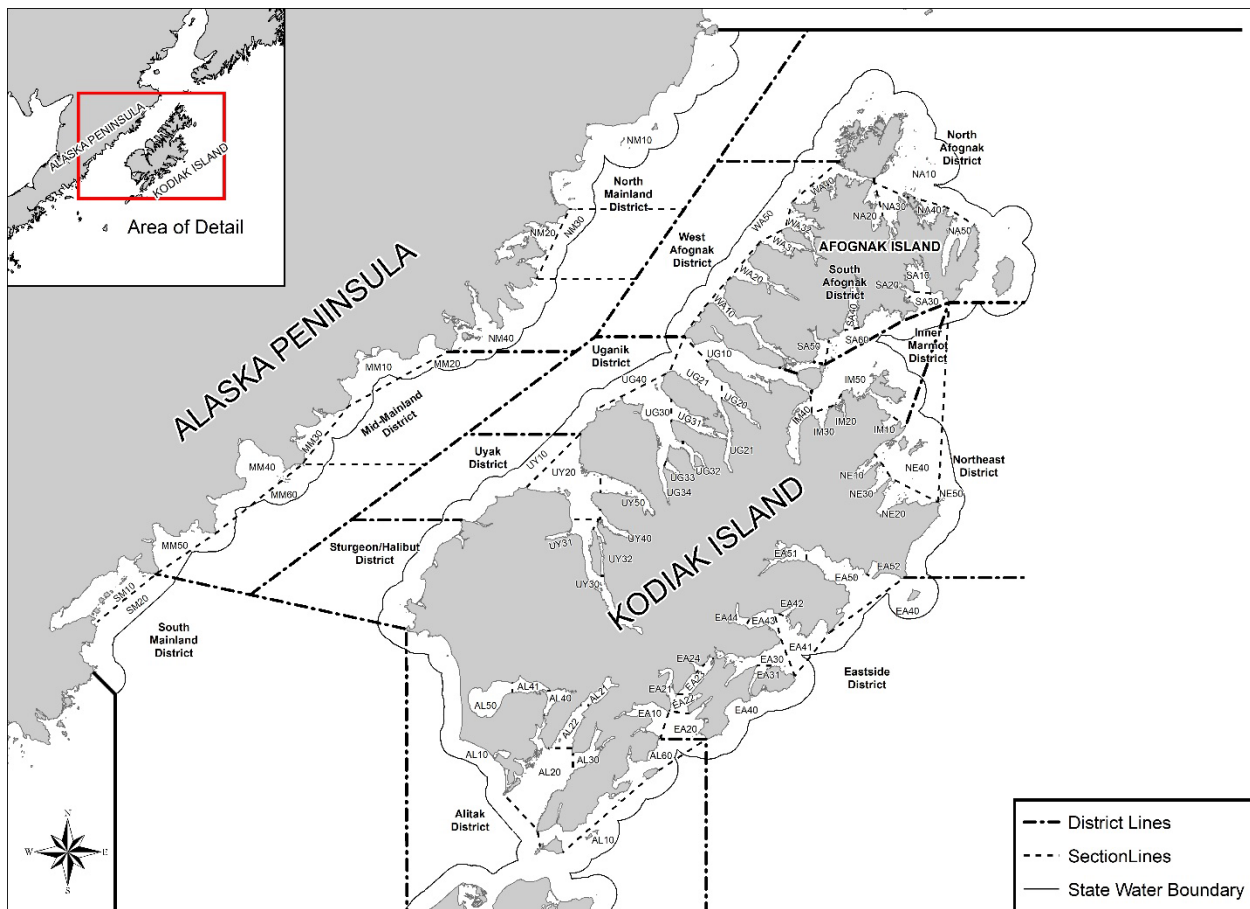 ALASKA PENINSULA
KODIAK ISLAND
Area of Detail
NM10
North
Mainland
District
NM20
NM30
NM40
North
Afognak
District
NA10
NA20
NA30
NA40
NA50
WA30
WA50
WA32
WA31
WA20
WA10
West
Afognak
District
AFOGNAK ISLAND
South
Afognak
District
SA10
SA20
SA30
SA40
SA50
SA60
Inner
Marmot
District
ALASKA PENINSULA
MM10
MM20
MM30
Mid-Mainland
District
MM40
MM60
MM50
SM10
SM20
South
Mainland
District
Uganik
District
UG10
UG40
UG21
UG20
UG30
UG31
UG21
UG32
UG33
UG34
IM50
IM40
IM30
IM20
IM10
NE10
NE40
NE30
NE20
NE50
Northeast
District
Uyak
District
UY10
UY20
UY50
UY40
UY31
UY32
UY30
Sturgeon/Halibut
District
KODIAK ISLAND
EA51
EA50
EA52
EA40
EA42
EA44
EA43
EA41
EA30
EA31
EA24
EA23
EA21
EA22
EA10
EA20
EA40
Eastside
District
AL50
AL41
AL40
AL21
AL22
AL10
AL20
AL30
AL60
AL10
Alitak
District
N
W
E
S
District Lines
SectionLines
State Water Boundary